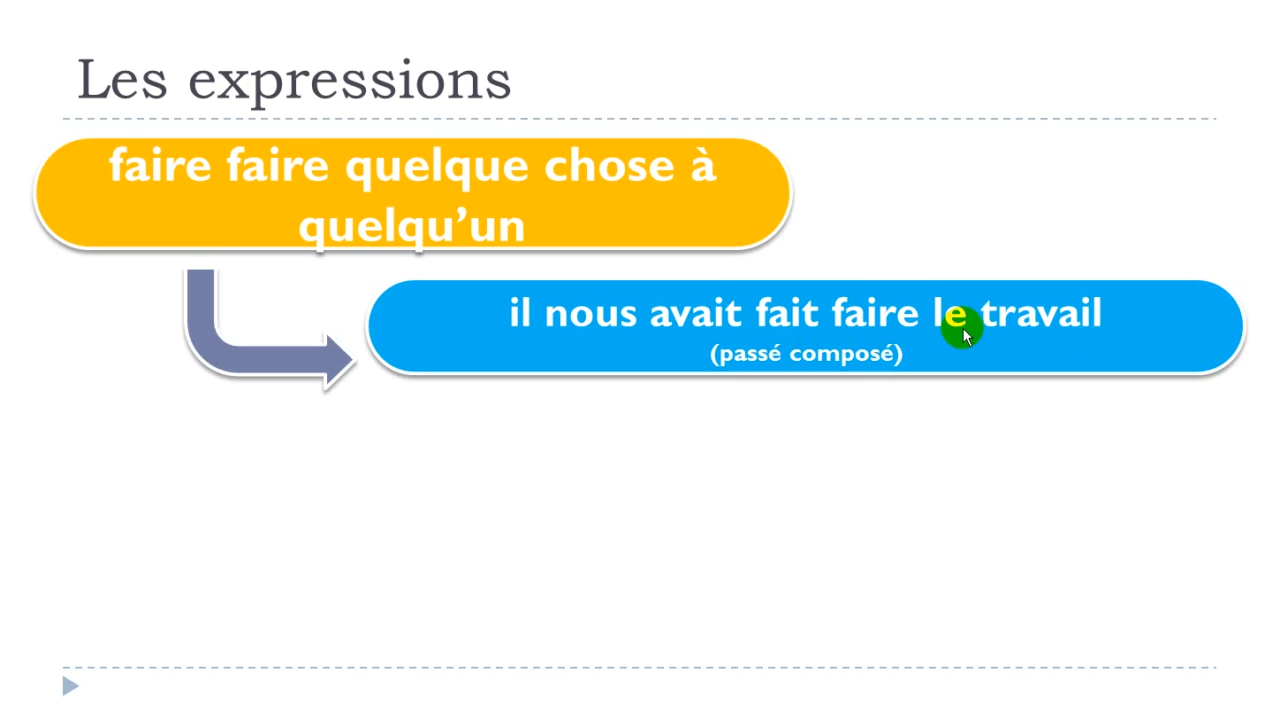 Les expressions
faire faire quelque chose à
quelqu’un
il nous avait fait faire le travail
(passé composé)